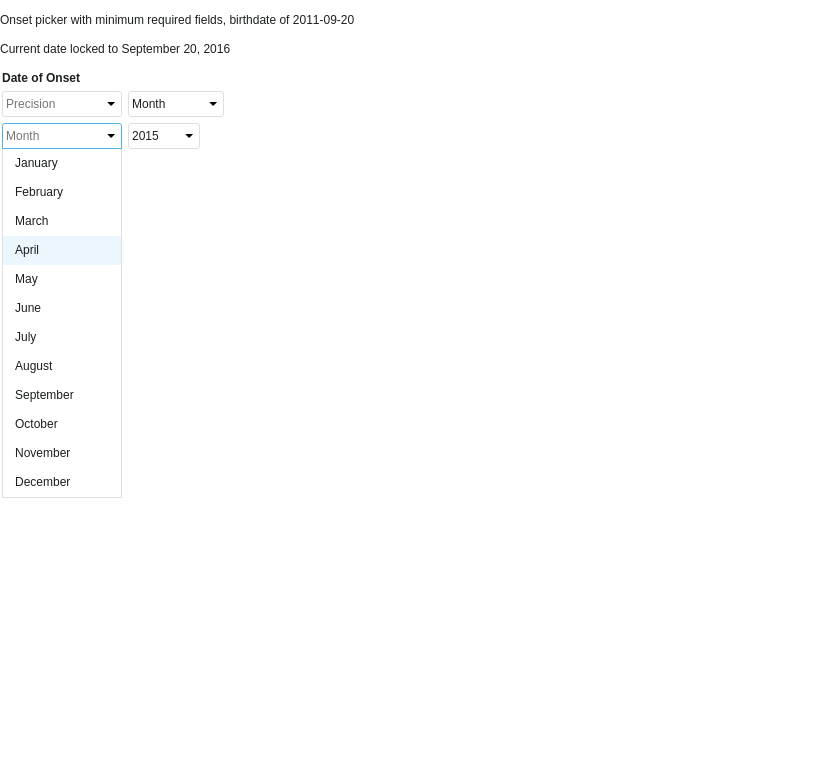 Onset picker with minimum required fields, birthdate of 2011-09-20
Current date locked to September 20, 2016
Date of Onset
Precision Month
Month 2015
January
February
March
April
May
June
July
August
September
October
November
December